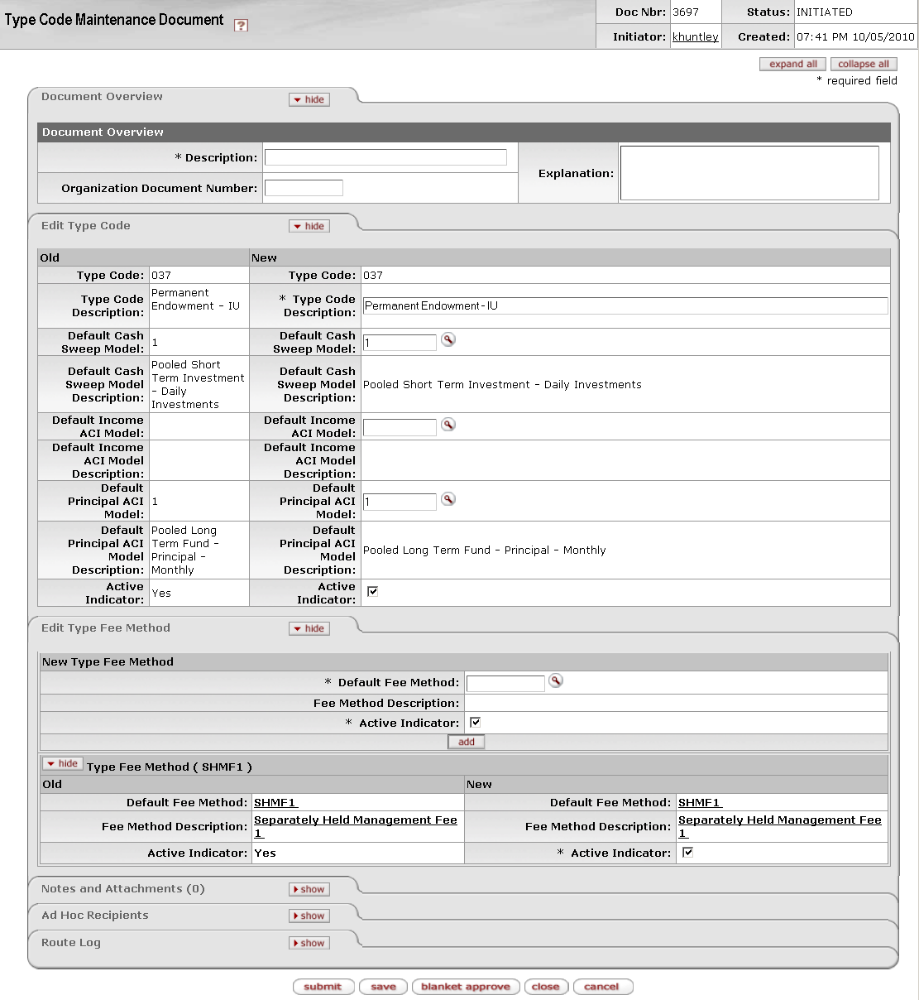 Type Code Maintenance Document ?
Doc Nbr: 3697 Status: INITIATED
Initiator: khuntley Created: 07:41 PM 10/05/2010
expand all collapse all
* required field
Document Overview hide
Document Overview
* Description:
Explanation:
Organization Document Number:
Edit Type Code hide
Old New
Type Code: 037 Type Code: 037
Type Code Description: Permanent Endowment - IU * Type Code Description: Permanent Endowment - IU
Default Cash Sweep Model: 1 Default Cash Sweep Model: 1
Default Cash Sweep Model Description: Pooled Short Term Investment - Daily Investments Default Cash Sweep Model Description: Pooled Short Term Investment - Daily Investments
Default Income ACI Model: Default Income ACI Model:
Default Income ACI Model Description: Default Income ACI Model Description:
Default Principal ACI Model: 1 Default Principal ACI Model: 1
Default Principal ACI Model Description: Pooled Long Term Fund - Principal - Monthly Default Principal ACI Model Description: Pooled Long Term Fund - Principal - Monthly
Active Indicator: Yes Active Indicator:
Edit Type Fee Method hide
New Type Fee Method
* Default Fee Method:
Fee Method Description:
* Active Indicator:
add
hide Type Fee Method ( SHMF1 )
Old New
Default Fee Method: SHMF1 Default Fee Method: SHMF1
Fee Method Description: Separately Held Management Fee 1 Fee Method Description: Separately Held Management Fee 1
Active Indicator: Yes * Active Indicator:
Notes and Attachments (0) show
Ad Hoc Recipients show
Route Log show
submit save blanket approve close cancel